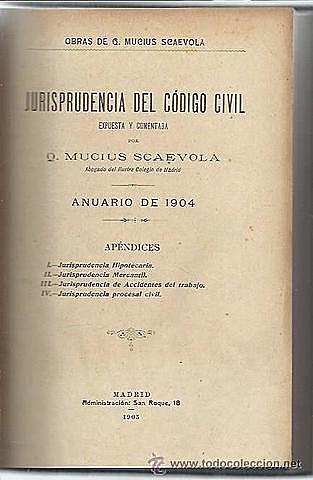 OBRAS DE Q. MUCIUS SCAEVOLA
JURISPRUDENCIA DEL CÓDIGO CIVIL
EXPUESTA Y COMENTADA
POR
Q. MUCIUS SCAEVOLA
Abogado del Ilustre Colegio de Madrid
ANUARIO DE 1904
APÉNDICES
I.—Jurisprudencia Hipotecaria.
II.—Jurisprudencia Mercantil.
III.—Jurisprudencia de Accidentes del trabajo.
IV.—Jurisprudencia procesal civil.
MADRID
Administración: San Roque, 18
1905
todocoleccion
www.todocoleccion.net